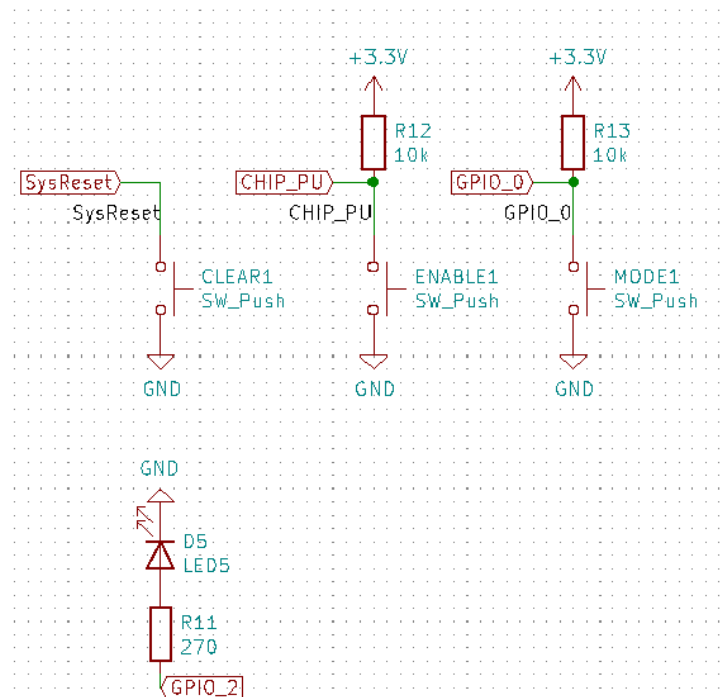 +3.3V
+3.3V
R12
10k
R13
10k
SysReset
CHIP_PU
GPIO_0
SysReset
CHIP_PU
GPIO_0
CLEAR1
SW_Push
ENABLE1
SW_Push
MODE1
SW_Push
GND
GND
GND
GND
D5
LED5
R11
270
GPIO_2